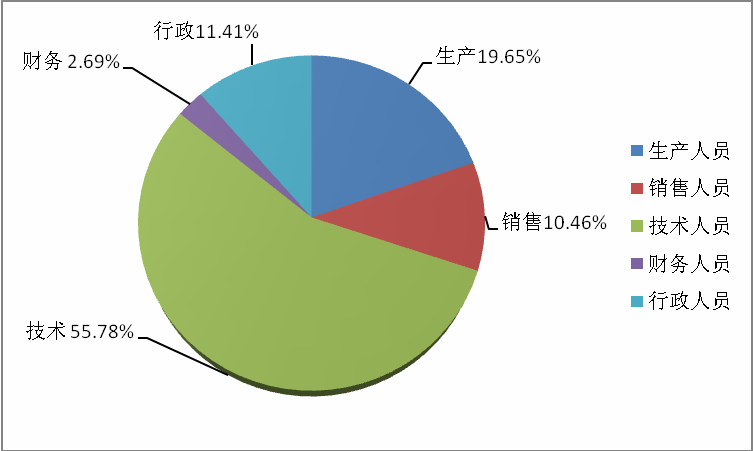 行政11.41%
财务 2.69%
生产19.65%
销售10.46%
技术 55.78%
生产人员
销售人员
技术人员
财务人员
行政人员